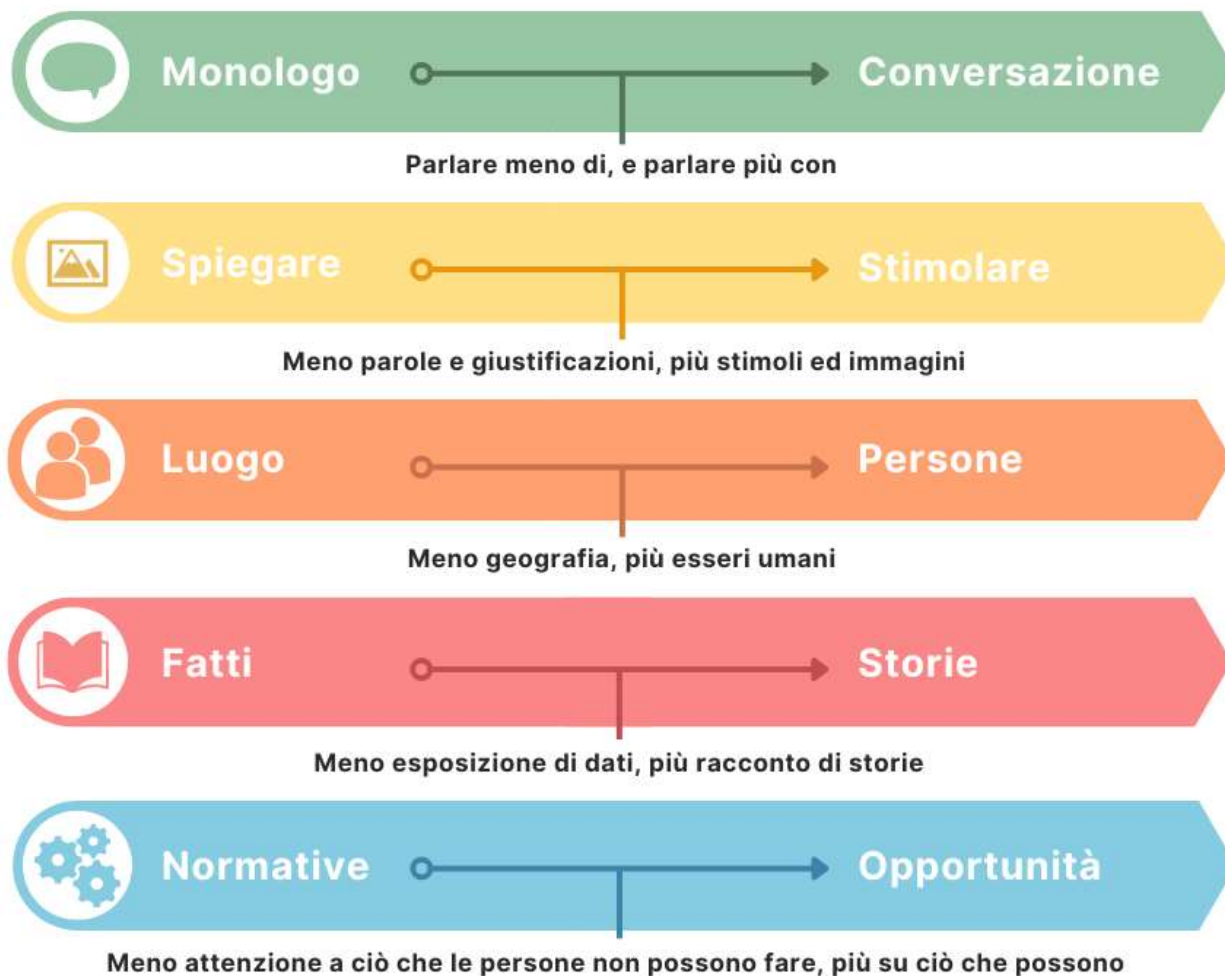 Monologo Conversazione
Parlare meno di, e parlare più con
Spiegare Stimolare
Meno parole e giustificazioni, più stimoli ed immagini
Luogo Persone
Meno geografia, più esseri umani
Fatti Storie
Meno esposizione di dati, più racconto di storie
Normative Opportunità
Meno attenzione a ciò che le persone non possono fare, più su ciò che possono